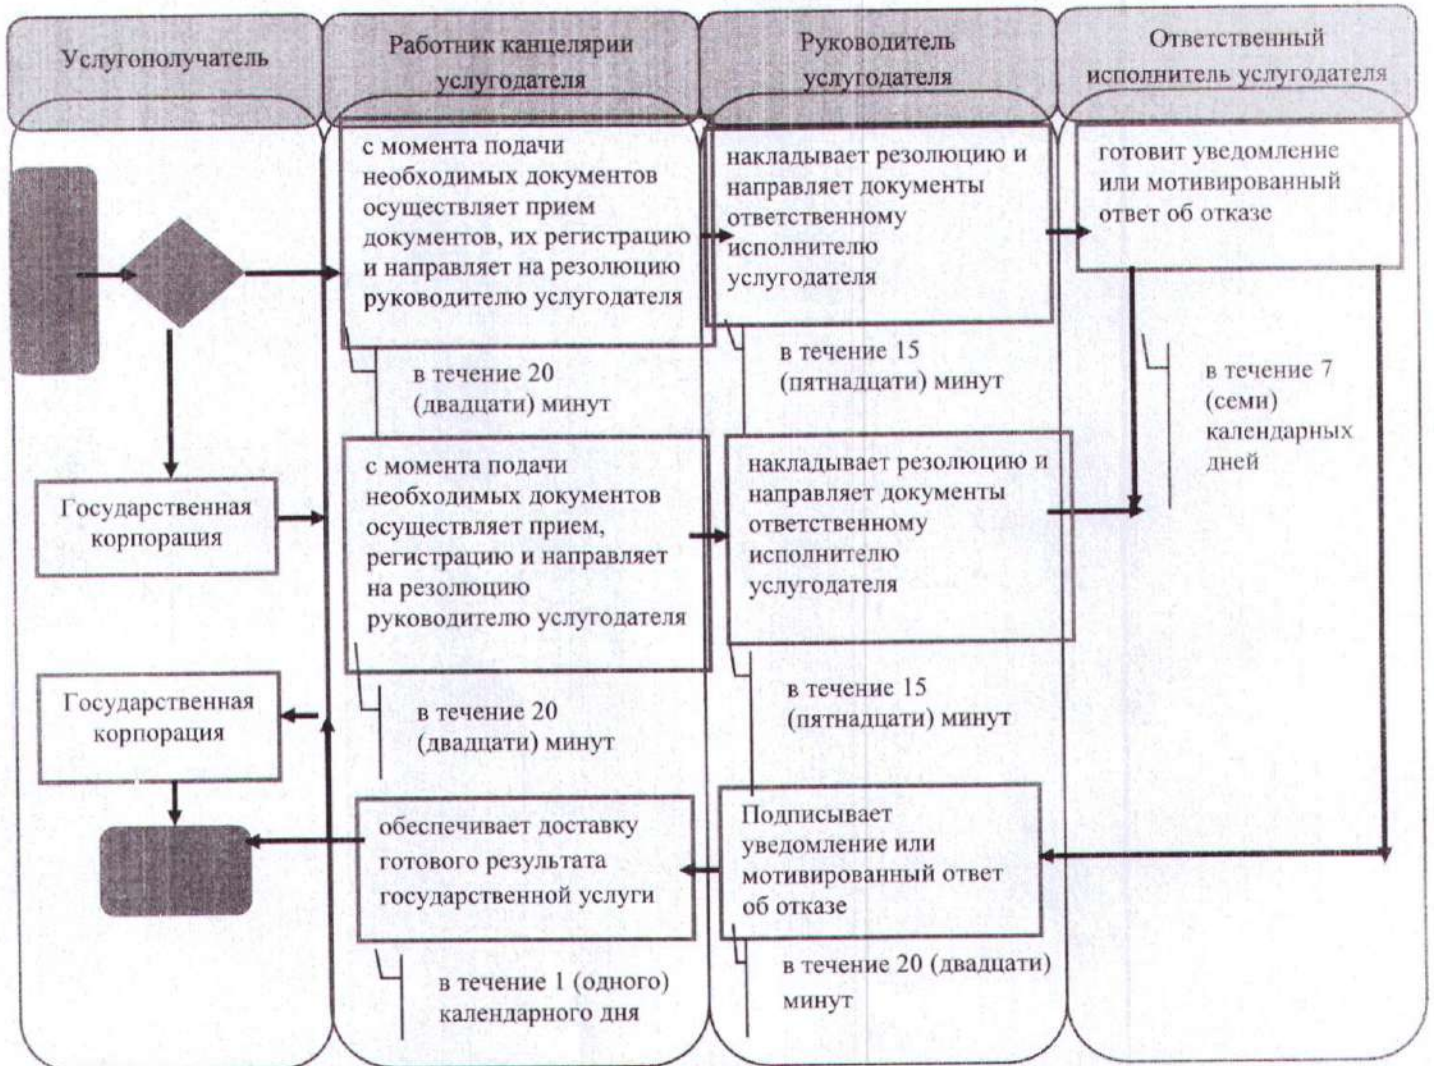 Услугополучатель
Работник канцелярии
услугодателя
Руководитель
услугодателя
Ответственный
исполнитель услугодателя
с момента подачи
необходимых документов
осуществляет прием
документов, их регистрацию
и направляет на резолюцию
руководителю услугодателя
накладывает резолюцию и
направляет документы
ответственному
исполнителю
услугодателя
готовит уведомление
или мотивированный
ответ об отказе
в течение 20
(двадцати) минут
в течение 15
(пятнадцати) минут
в течение 7
(семи)
календарных
дней
Государственная
корпорация
с момента подачи
необходимых документов
осуществляет прием,
регистрацию и направляет
на резолюцию
руководителю услугодателя
накладывает резолюцию и
направляет документы
ответственному
исполнителю
услугодателя
Государственная
корпорация
в течение 20
(двадцати) минут
в течение 15
(пятнадцати) минут
обеспечивает доставку
готового результата
государственной услуги
Подписывает
уведомление или
мотивированный ответ
об отказе
в течение 1 (одного)
календарного дня
в течение 20 (двадцати)
минут